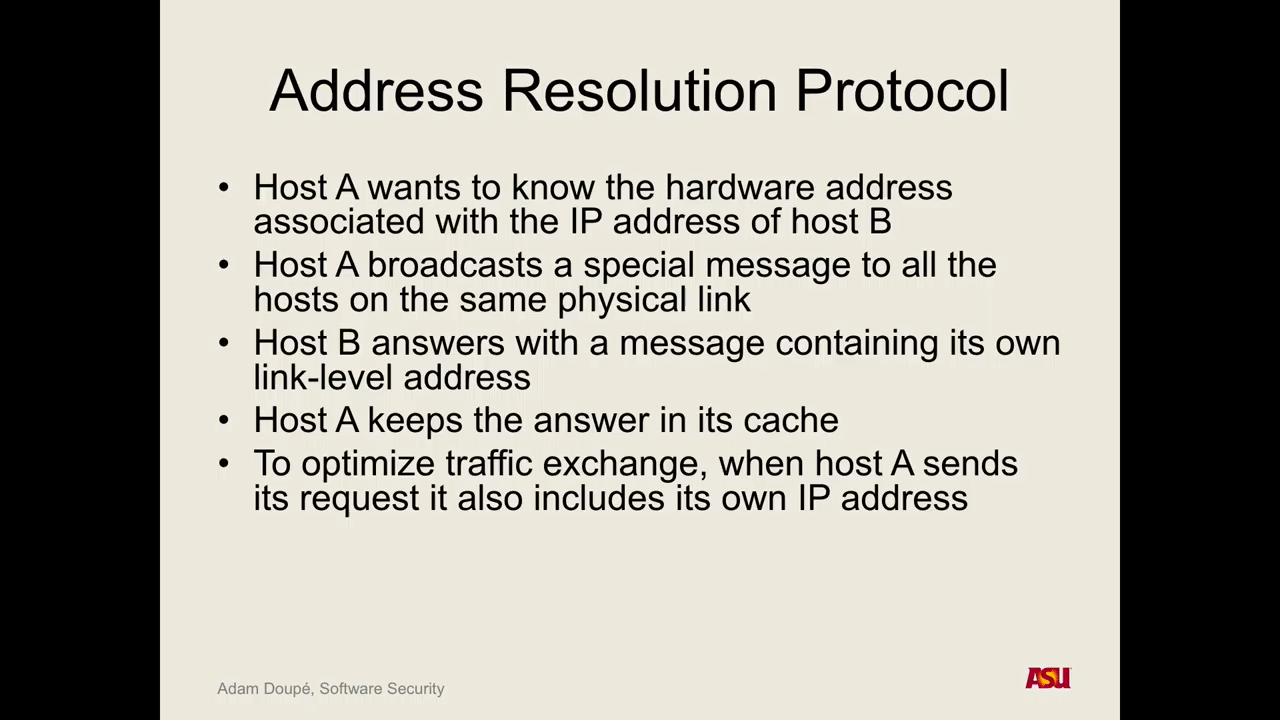 Address Resolution Protocol
• Host A wants to know the hardware address
associated with the IP address of host B
• Host A broadcasts a special message to all the
hosts on the same physical link
• Host B answers with a message containing its own
link-level address
• Host A keeps the answer in its cache
• To optimize traffic exchange, when host A sends
its request it also includes its own IP address
Adam Doupé, Software Security
ASU